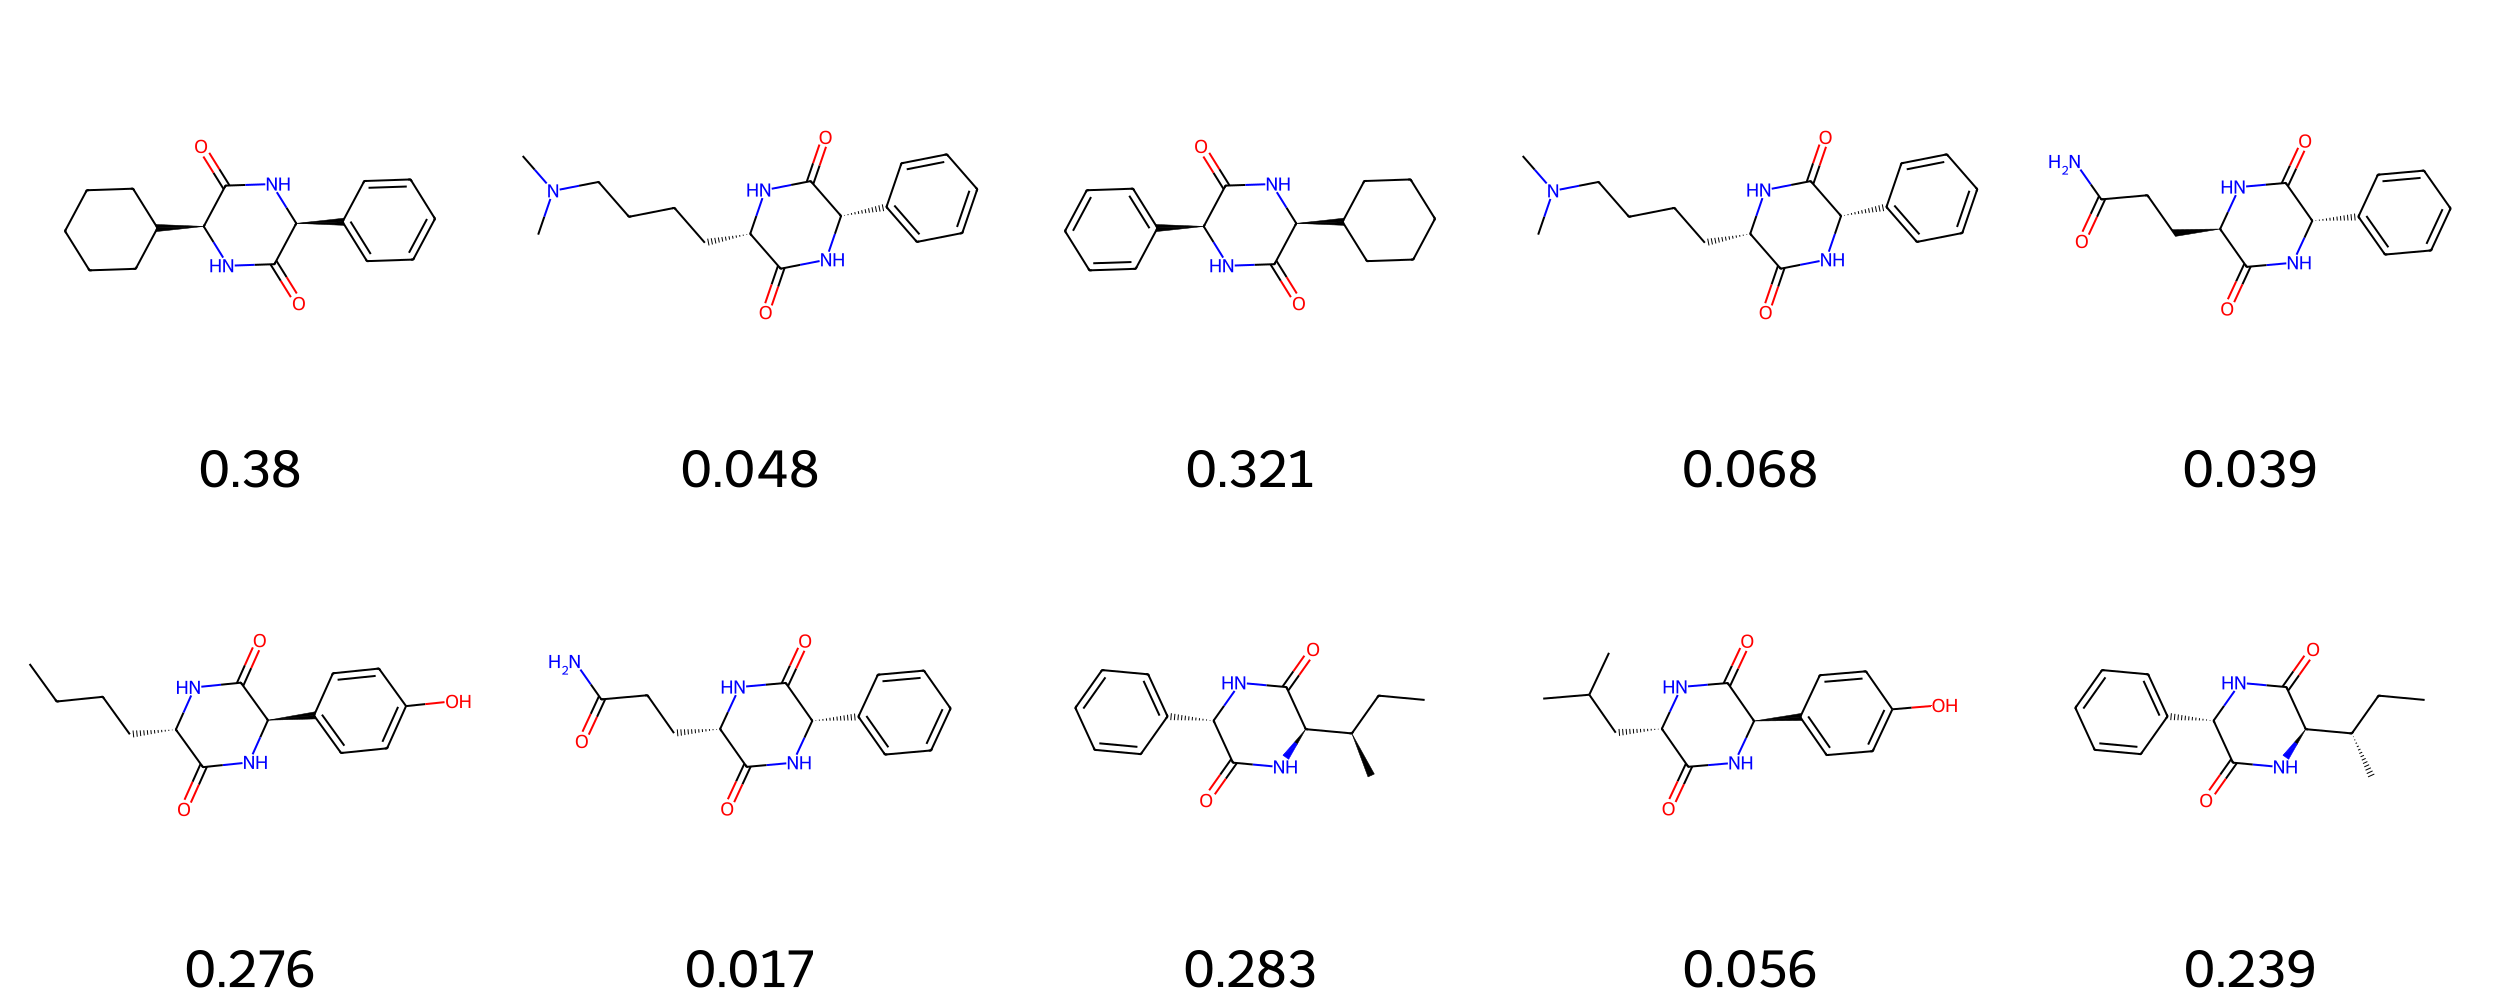 O NH HN O
N HN O NH O
O NH HN O
N HN O NH O
H2N O HN O NH O
0.38 0.048 0.321 0.068 0.039
HN O NH O OH
H2N O HN O NH O
HN O NH O
HN O NH O OH
HN O NH O
0.276 0.017 0.283 0.056 0.239